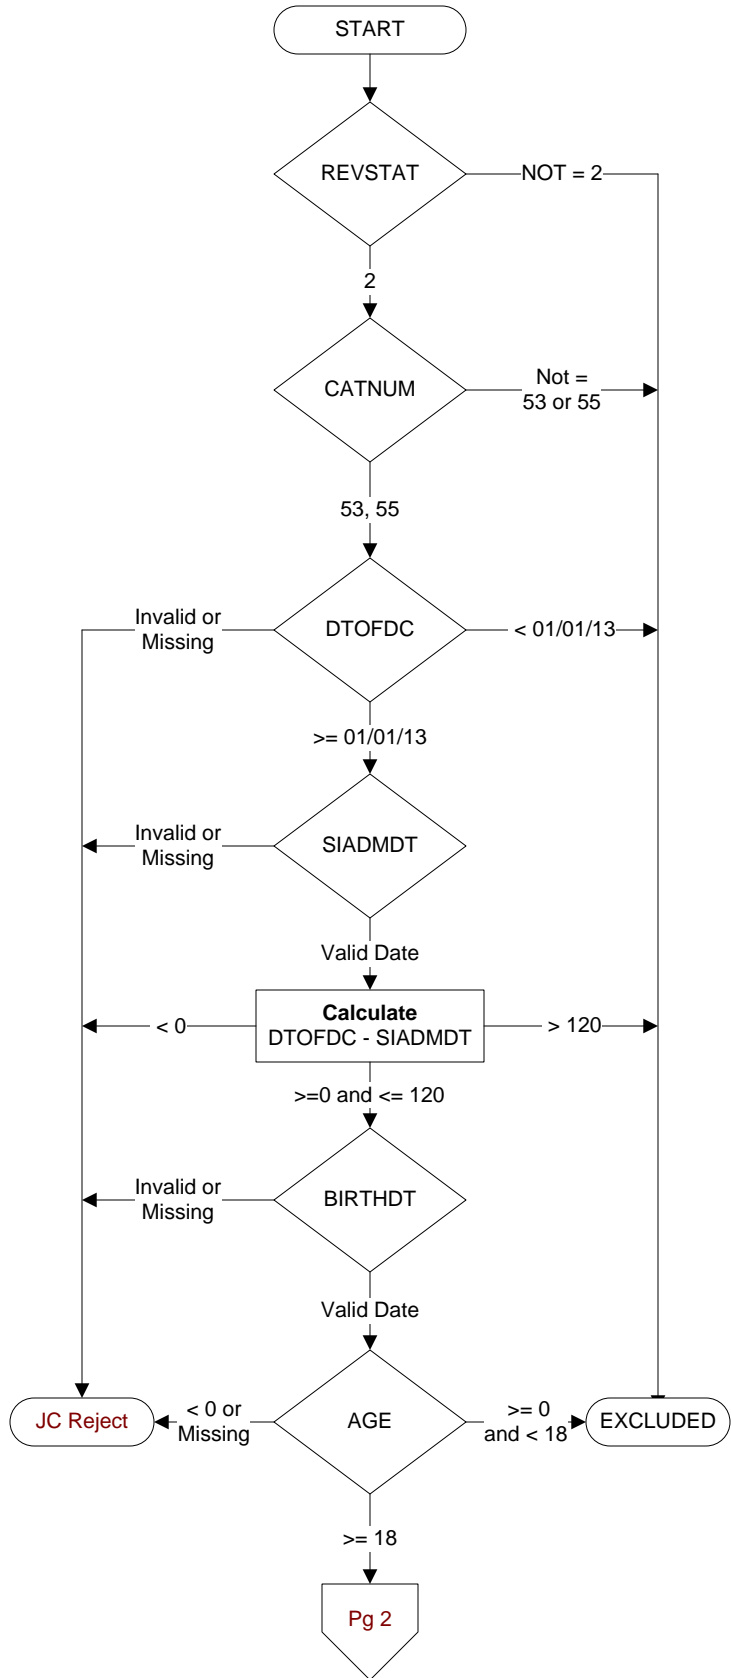 START
REVSTAT
NOT = 2
2
CATNUM
Not =
53 or 55
53, 55
Invalid or
Missing
DTOFDC
< 01/01/13
>= 01/01/13
Invalid or
Missing
SIADMDT
Valid Date
< 0
Calculate
DTOFDC - SIADMDT
> 120
>=0 and <= 120
Invalid or
Missing
BIRTHDT
Valid Date
JC Reject
< 0 or
Missing
AGE
>= 0
and < 18
EXCLUDED
>= 18
Pg 2